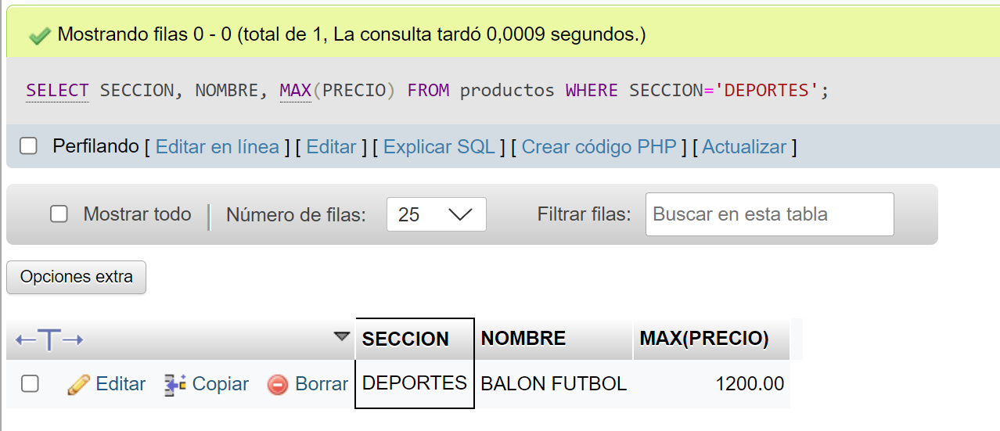 Mostrando filas 0 - 0 (total de 1, La consulta tardó 0,0009 segundos.)
SELECT SECCION, NOMBRE, MAX(PRECIO) FROM productos WHERE SECCION='DEPORTES';
Perfilando [ Editar en línea ] [ Editar ] [ Explicar SQL ] [ Crear código PHP ] [ Actualizar ]
Mostrar todo Número de filas: 25 Filtrar filas: Buscar en esta tabla
Opciones extra
←T→ SECCION NOMBRE MAX(PRECIO)
Editar Copiar Borrar DEPORTES BALON FUTBOL 1200.00